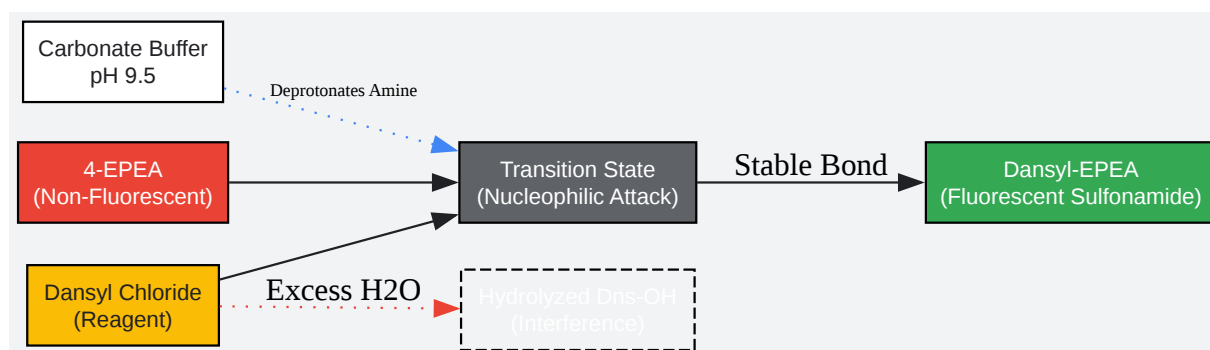 Carbonate Buffer
pH 9.5
Deprotonates Amine
4-EPEA
(Non-Fluorescent)
Transition State
(Nucleophilic Attack)
Stable Bond
Dansyl-EPEA
(Fluorescent Sulfonamide)
Dansyl Chloride
(Reagent)
Excess H2O
Hydrolyzed Dns-OH
(Interference)